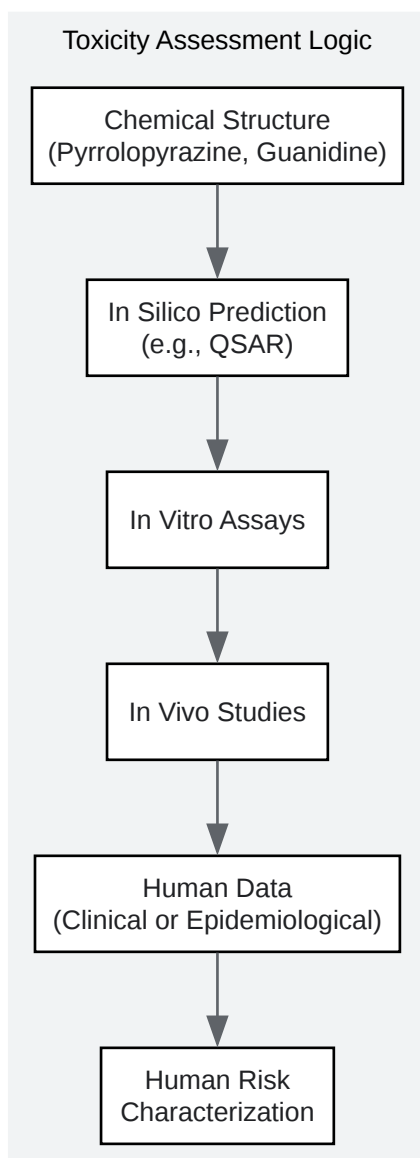 Toxicity Assessment Logic
Chemical Structure
(Pyrrolopyrazine, Guanidine)
In Silico Prediction
(e.g., QSAR)
In Vitro Assays
In Vivo Studies
Human Data
(Clinical or Epidemiological)
Human Risk
Characterization